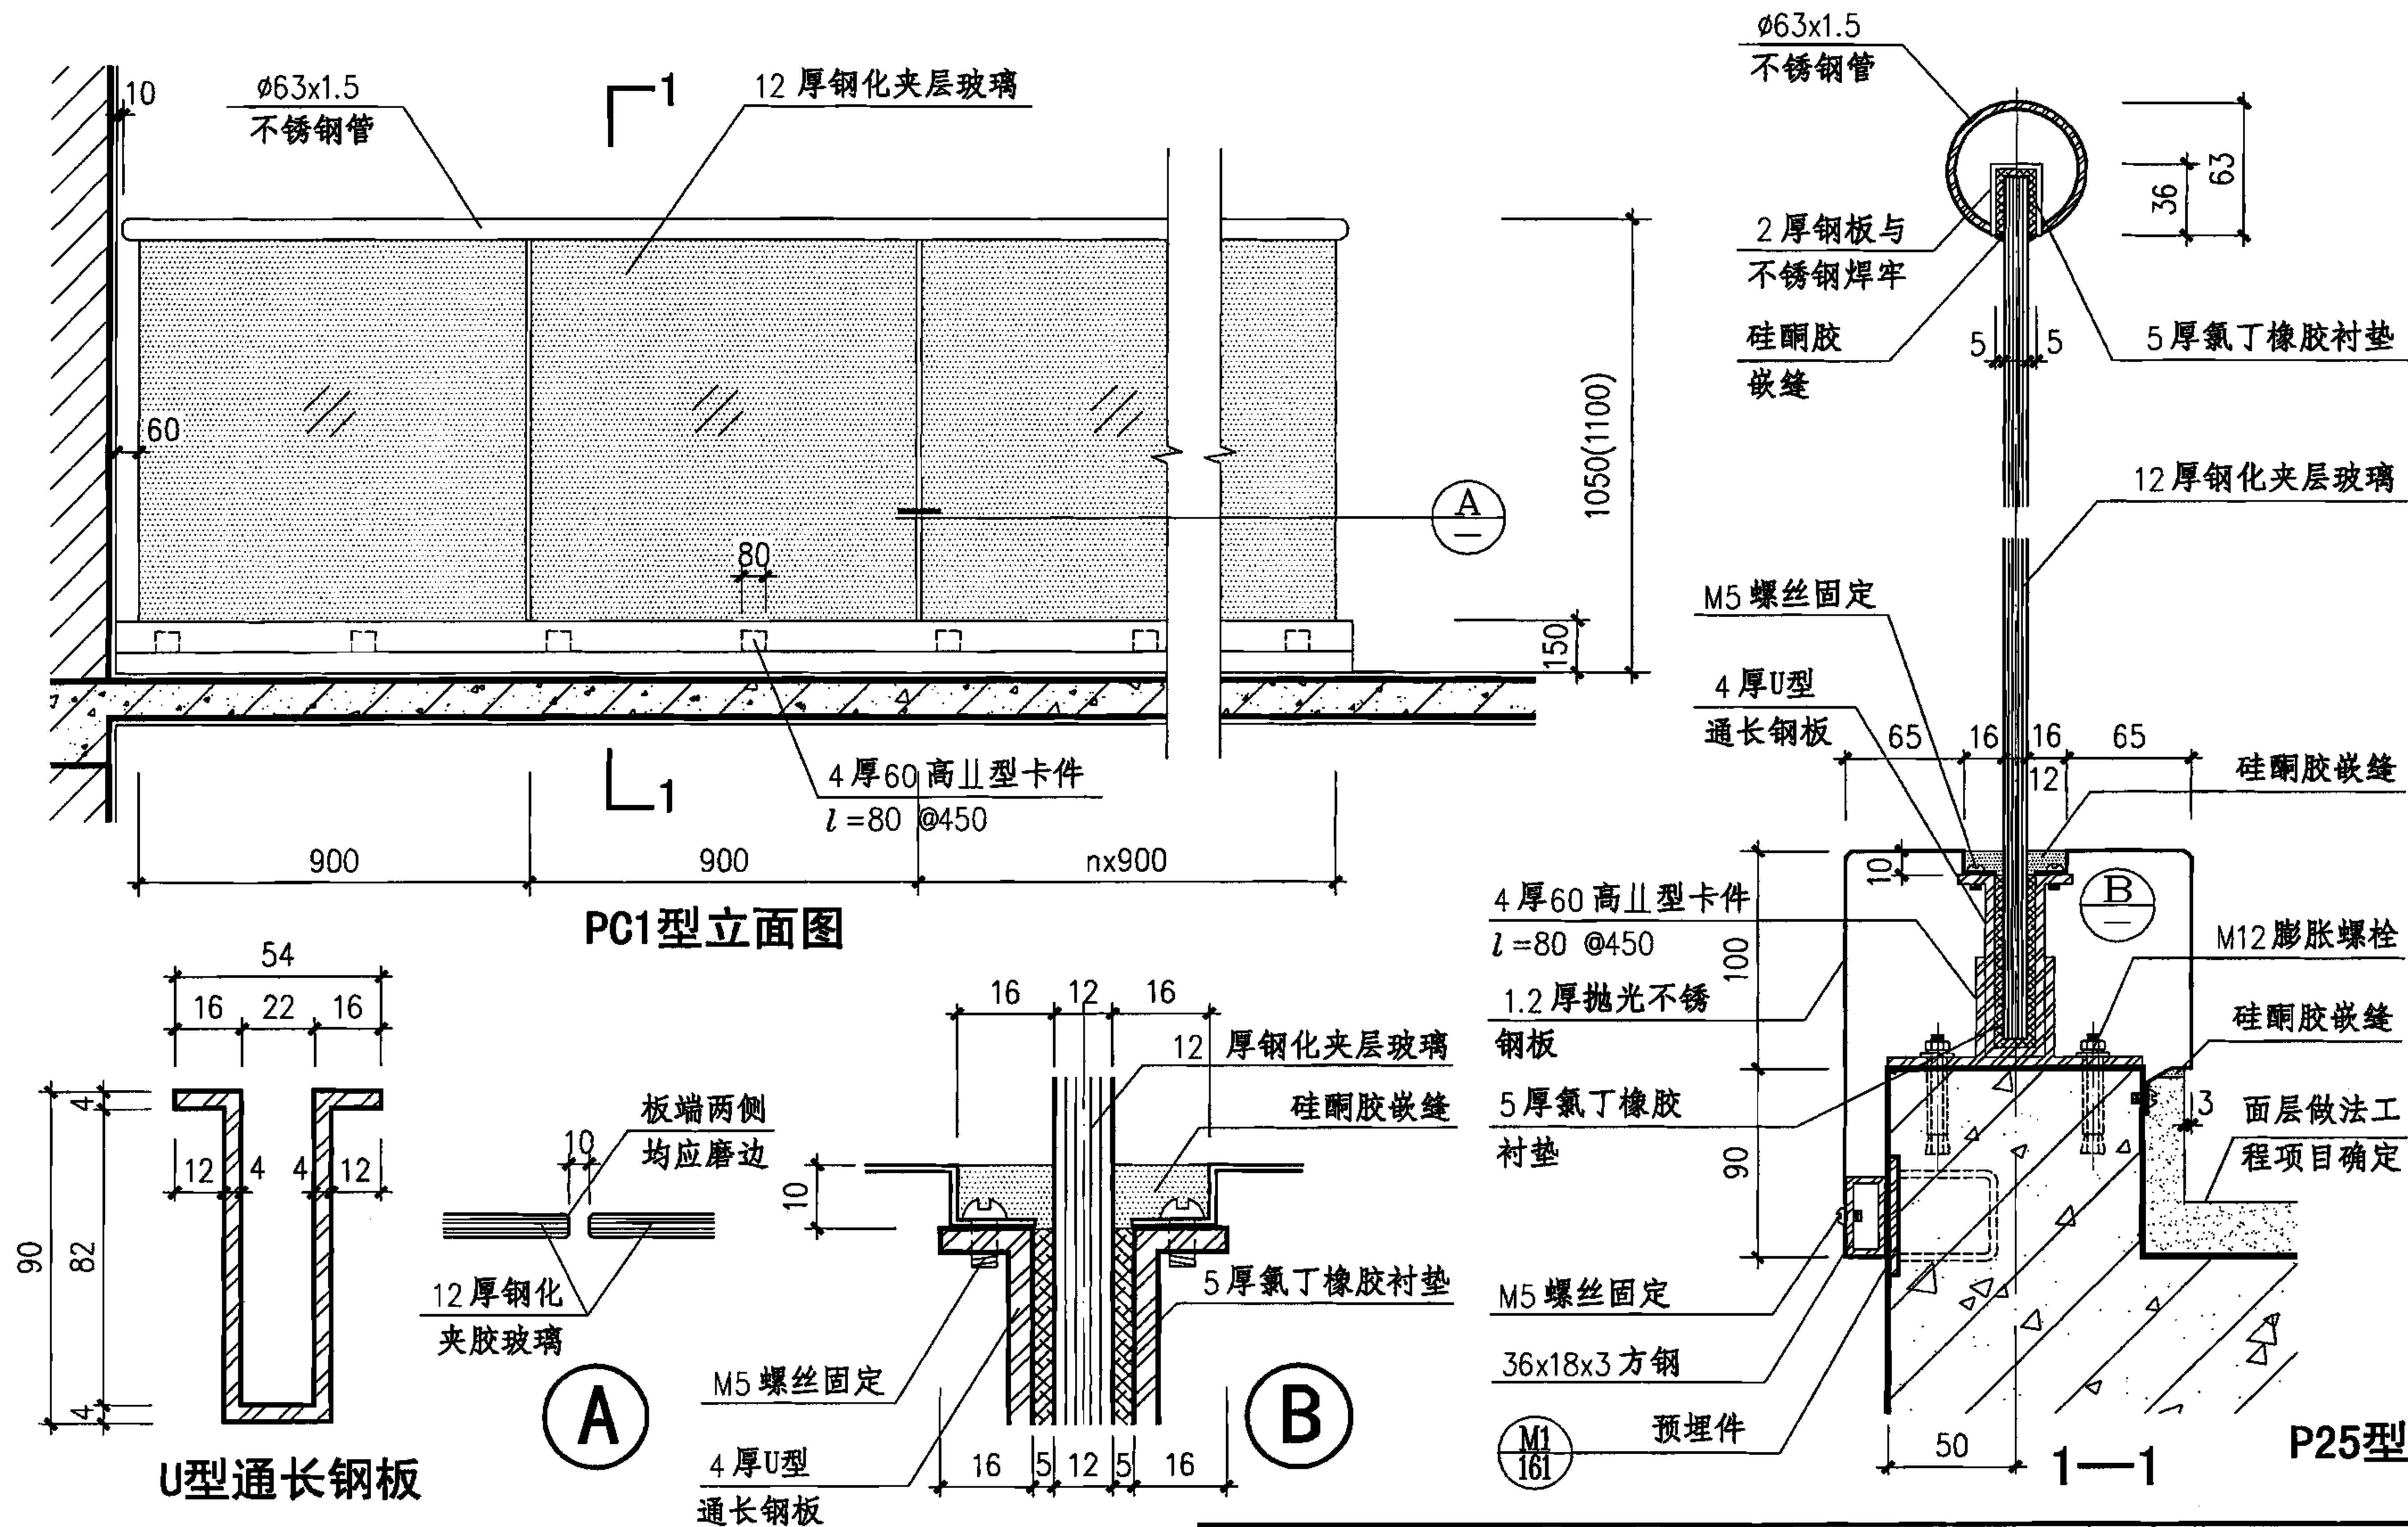 10
ø63x1.5
不锈钢管
1
12 厚钢化夹层玻璃
60
80
A
1050(1100)
150
4 厚60 高⊥⊥型卡件
l=80 @450
1
900
900
nx900
PC1型立面图
54
16
22
16
4
12
4
4
12
90
82
4
U型通长钢板
10
板端两侧
均应磨边
12 厚钢化
夹胶玻璃
A
16
12
16
12 厚钢化夹层玻璃
硅酮胶嵌缝
10
5 厚氯丁橡胶衬垫
M5 螺丝固定
4 厚U型
通长钢板
16
5
12
5
16
B
ø63x1.5
不锈钢管
36
63
2 厚钢板与
不锈钢焊牢
硅酮胶
嵌缝
5
5
5 厚氯丁橡胶衬垫
12 厚钢化夹层玻璃
M5 螺丝固定
4 厚U型
通长钢板
65
16
16
65
12
硅酮胶嵌缝
10
B
4 厚60 高⊥⊥型卡件
l=80 @450
100
M12 膨胀螺栓
1.2 厚抛光不锈
钢板
硅酮胶嵌缝
5 厚氯丁橡胶
衬垫
90
3
面层做法工
程项目确定
M5 螺丝固定
36x18x3 方钢
M1
161
预埋件
50
1—1
P25型